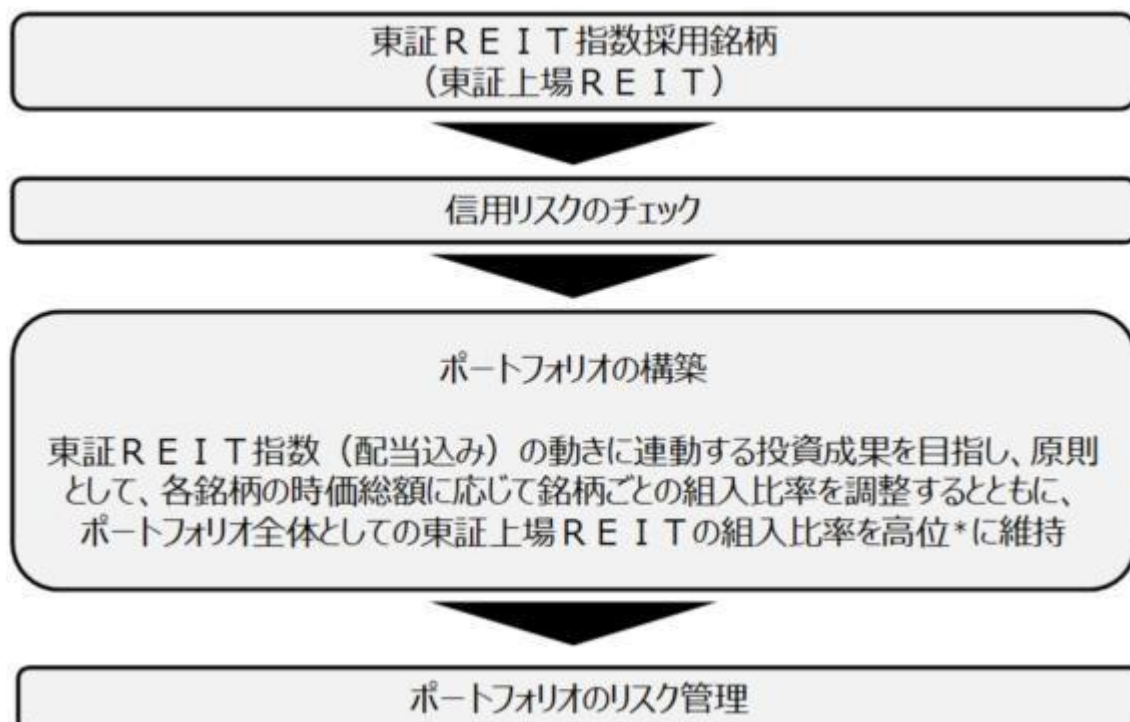 東証ＲＥＩＴ指数採用銘柄
（東証上場ＲＥＩＴ）
信用リスクのチェック
ポートフォリオの構築
東証ＲＥＩＴ指数（配当込み）の動きに連動する投資成果を目指し、原則
として、各銘柄の時価総額に応じて銘柄ごとの組入比率を調整するとともに、
ポートフォリオ全体としての東証上場ＲＥＩＴの組入比率を高位*に維持
ポートフォリオのリスク管理